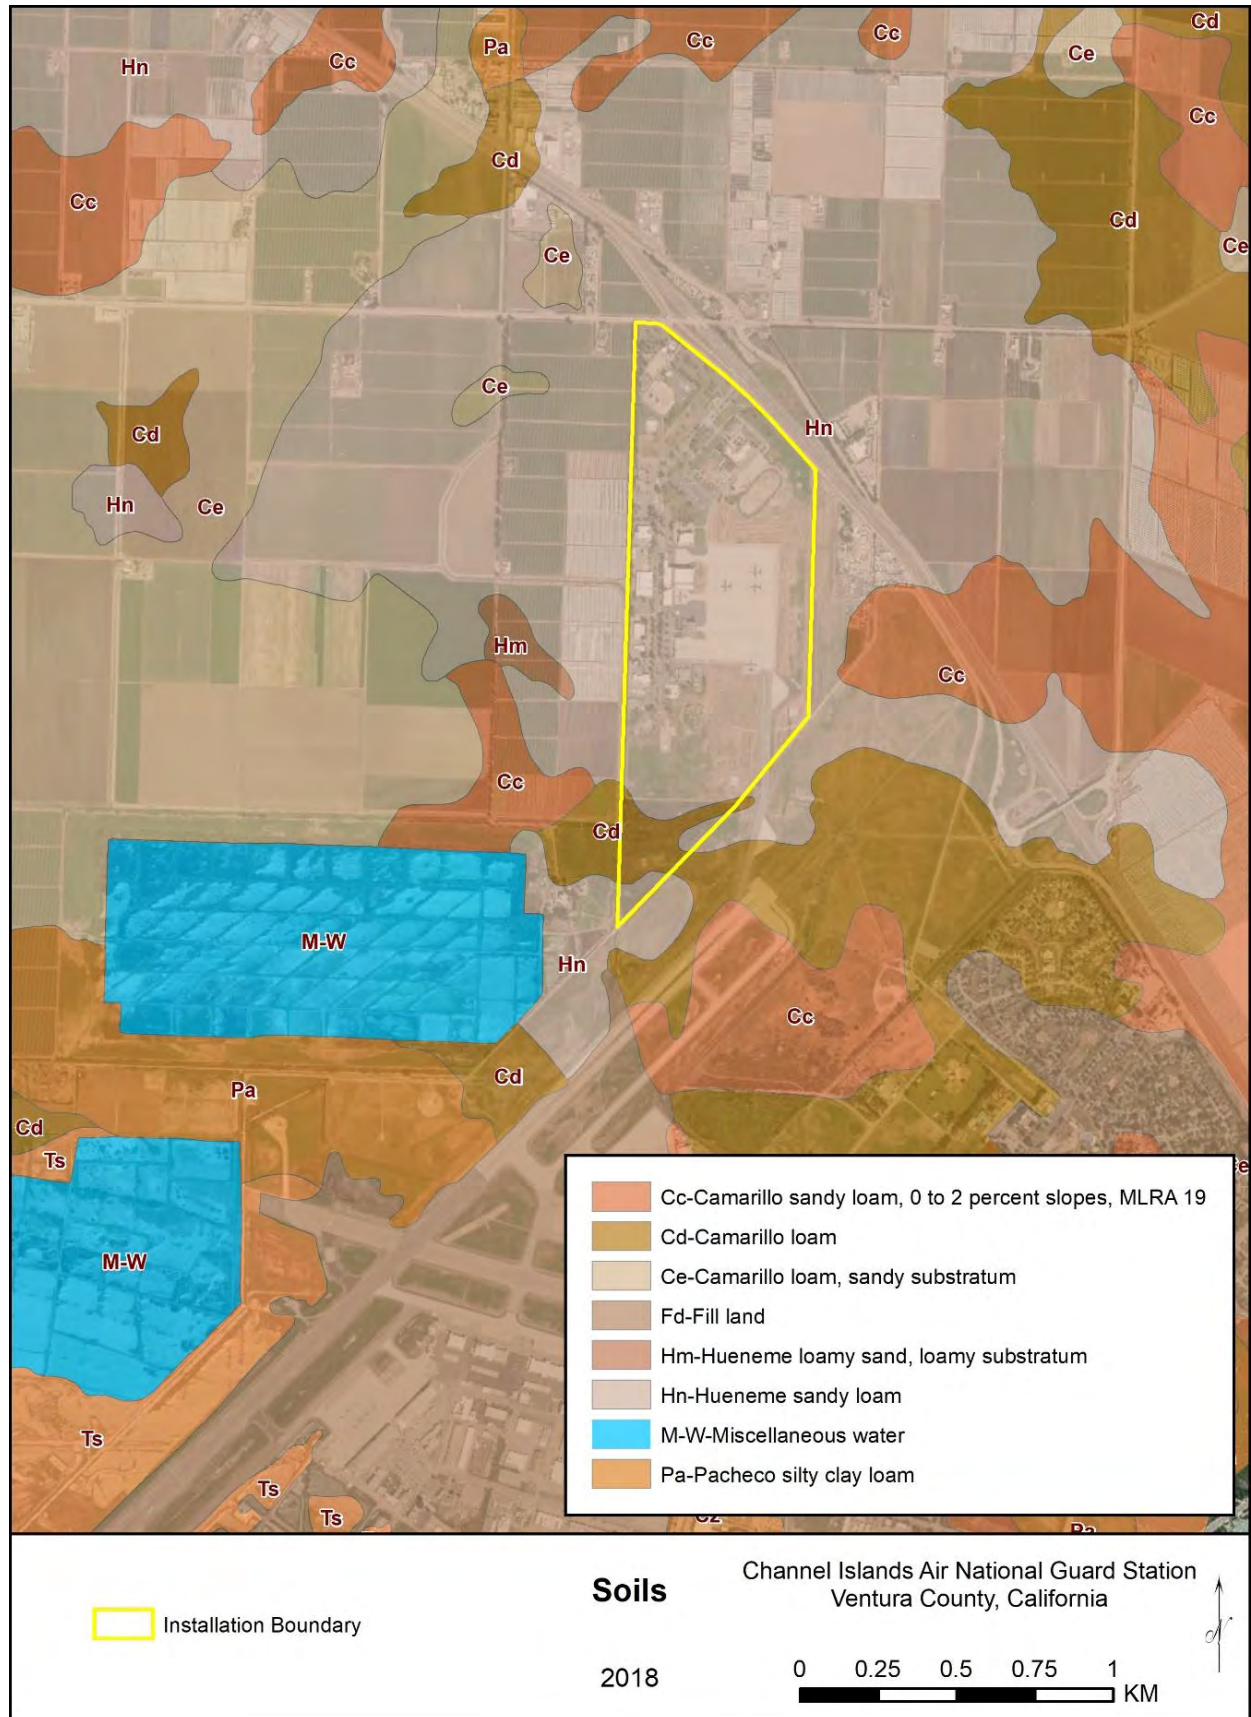 Cd
Pa
Cc
Cc
Cc
Ce
Hn
Cc
Cd
Cc
Cd
Ce
Ce
Ce
Cd
Hn
Hn
Ce
Hm
Cc
Cc
Cd
M-W
Hn
Cc
Cd
Pa
Cd
Ts
M-W
Ts
Ts
Ts
Cc-Camarillo sandy loam, 0 to 2 percent slopes, MLRA 19
Cd-Camarillo loam
Ce-Camarillo loam, sandy substratum
Fd-Fill land
Hm-Hueneme loamy sand, loamy substratum
Hn-Hueneme sandy loam
M-W-Miscellaneous water
Pa-Pacheco silty clay loam
Installation Boundary
Soils
2018
Channel Islands Air National Guard Station
Ventura County, California
N
0 0.25 0.5 0.75 1
KM